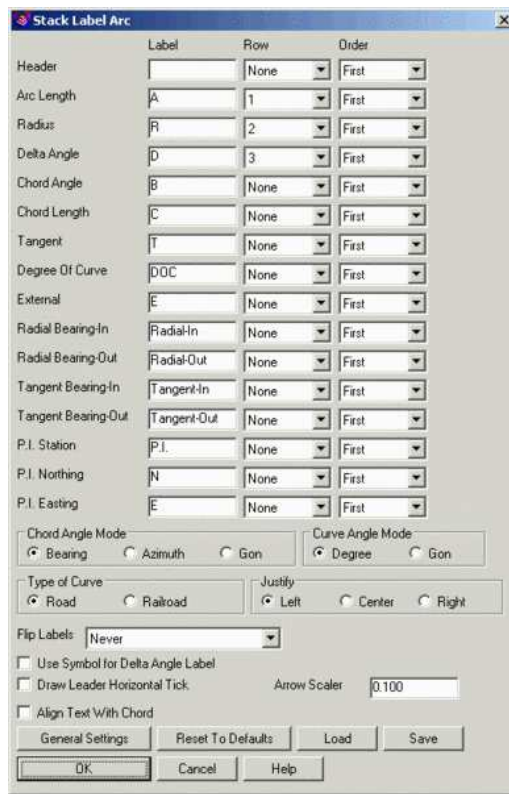 Stack Label Arc
Label Row Order
Header None First
Arc Length A 1 First
Radius R 2 First
Delta Angle D 3 First
Chord Angle B None First
Chord Length C None First
Tangent T None First
Degree Of Curve DOC None First
External E None First
Radial Bearing-In Radial-In None First
Radial Bearing-Out Radial-Out None First
Tangent Bearing-In Tangent-In None First
Tangent Bearing-Out Tangent-Out None First
P.I. Station P.I. None First
P.I. Northing N None First
P.I. Easting E None First
Chord Angle Mode Curve Angle Mode
Bearing Azimuth Gon Degree Gon
Type of Curve Justify
Road Railroad Left Center Right
Flip Labels Never
Use Symbol for Delta Angle Label
Draw Leader Horizontal Tick Arrow Scaler 0.100
Align Text With Chord
General Settings Reset To Defaults Load Save
OK Cancel Help